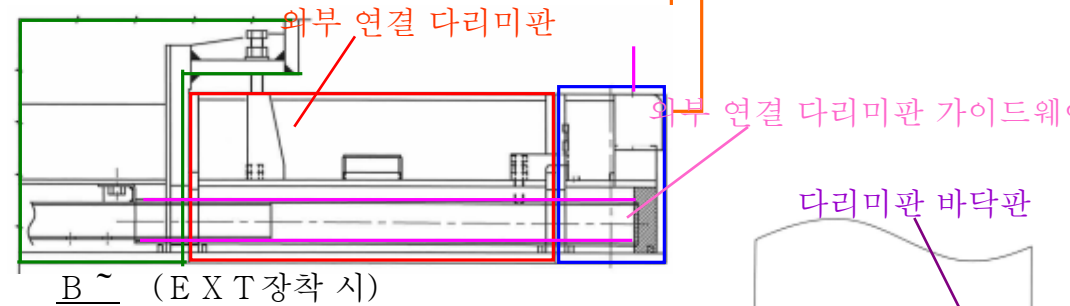 외부 연결 다리미판
외부 연결 다리미판 가이드웨이
다리미판 바닥판
B ~ (EXT장착 시)